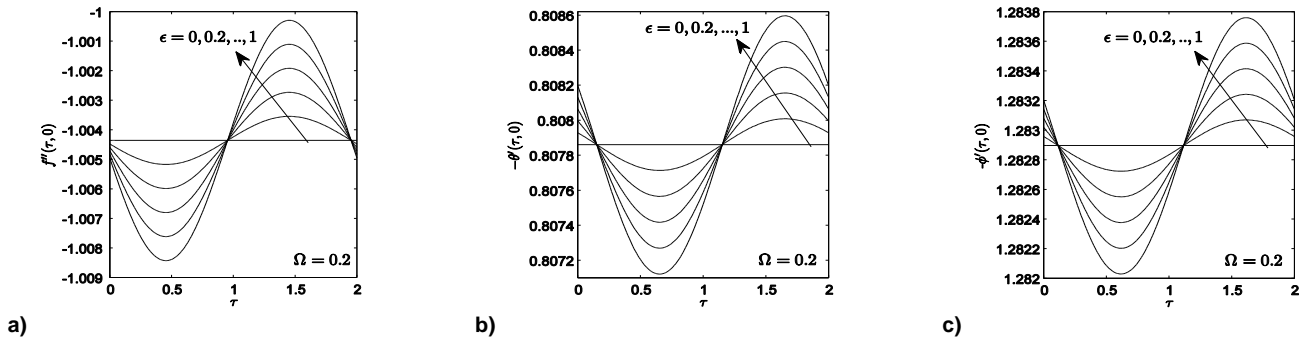 -1
-1.001
-1.002
-1.003
-1.004
-1.005
-1.006
-1.007
-1.008
-1.009
f''(τ, 0)
ϵ = 0, 0.2, .., 1
Ω = 0.2
0 0.5 1 1.5 2
τ
a)
0.8086
0.8084
0.8082
0.808
0.8078
0.8076
0.8074
0.8072
-θ'(τ, 0)
ϵ = 0, 0.2, ..., 1
Ω = 0.2
0 0.5 1 1.5 2
τ
b)
1.2838
1.2836
1.2834
1.2832
1.283
1.2828
1.2826
1.2824
1.2822
1.282
-ϕ'(τ, 0)
ϵ = 0, 0.2, .., 1
Ω = 0.2
0 0.5 1 1.5 2
τ
c)